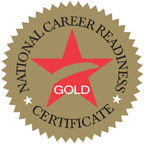 NATIONAL CAREER READINESS
GOLD
CERTIFICATE